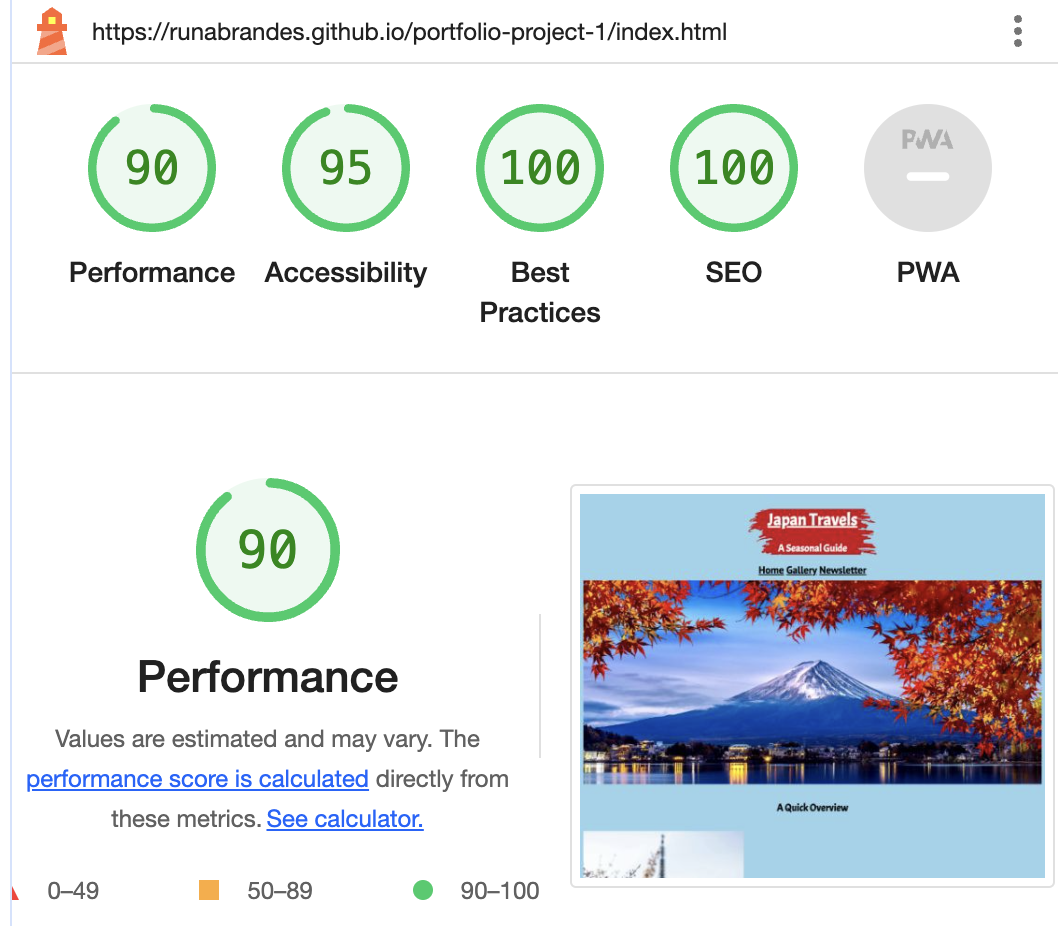 https://runabrandes.github.io/portfolio-project-1/index.html
90
95
100
100
PWA
Performance
Accessibility
Best
Practices
SEO
PWA
90
Performance
Values are estimated and may vary. The
performance score is calculated directly from
these metrics. See calculator.
0–49
50–89
90–100
Japan Travels
A Seasonal Guide
Home Gallery Newsletter
A Quick Overview